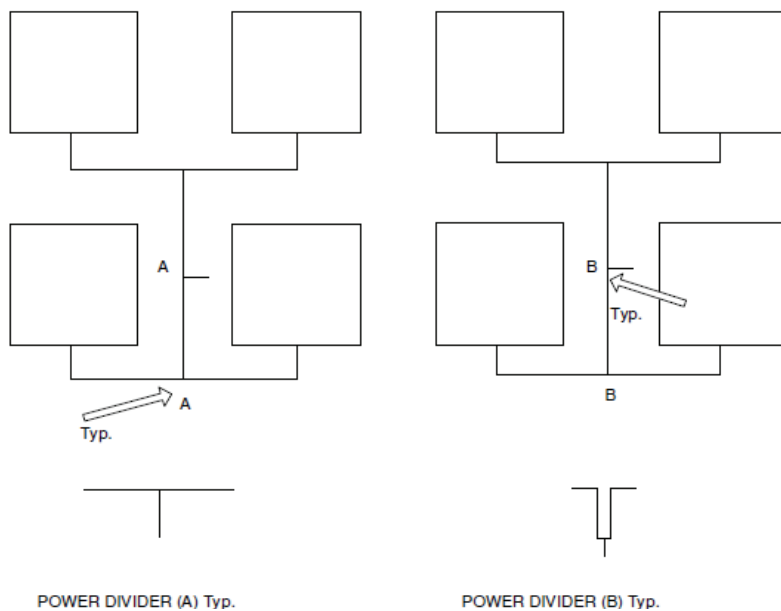 A
B
Typ.
A
B
Typ.
POWER DIVIDER (A) Typ.
POWER DIVIDER (B) Typ.